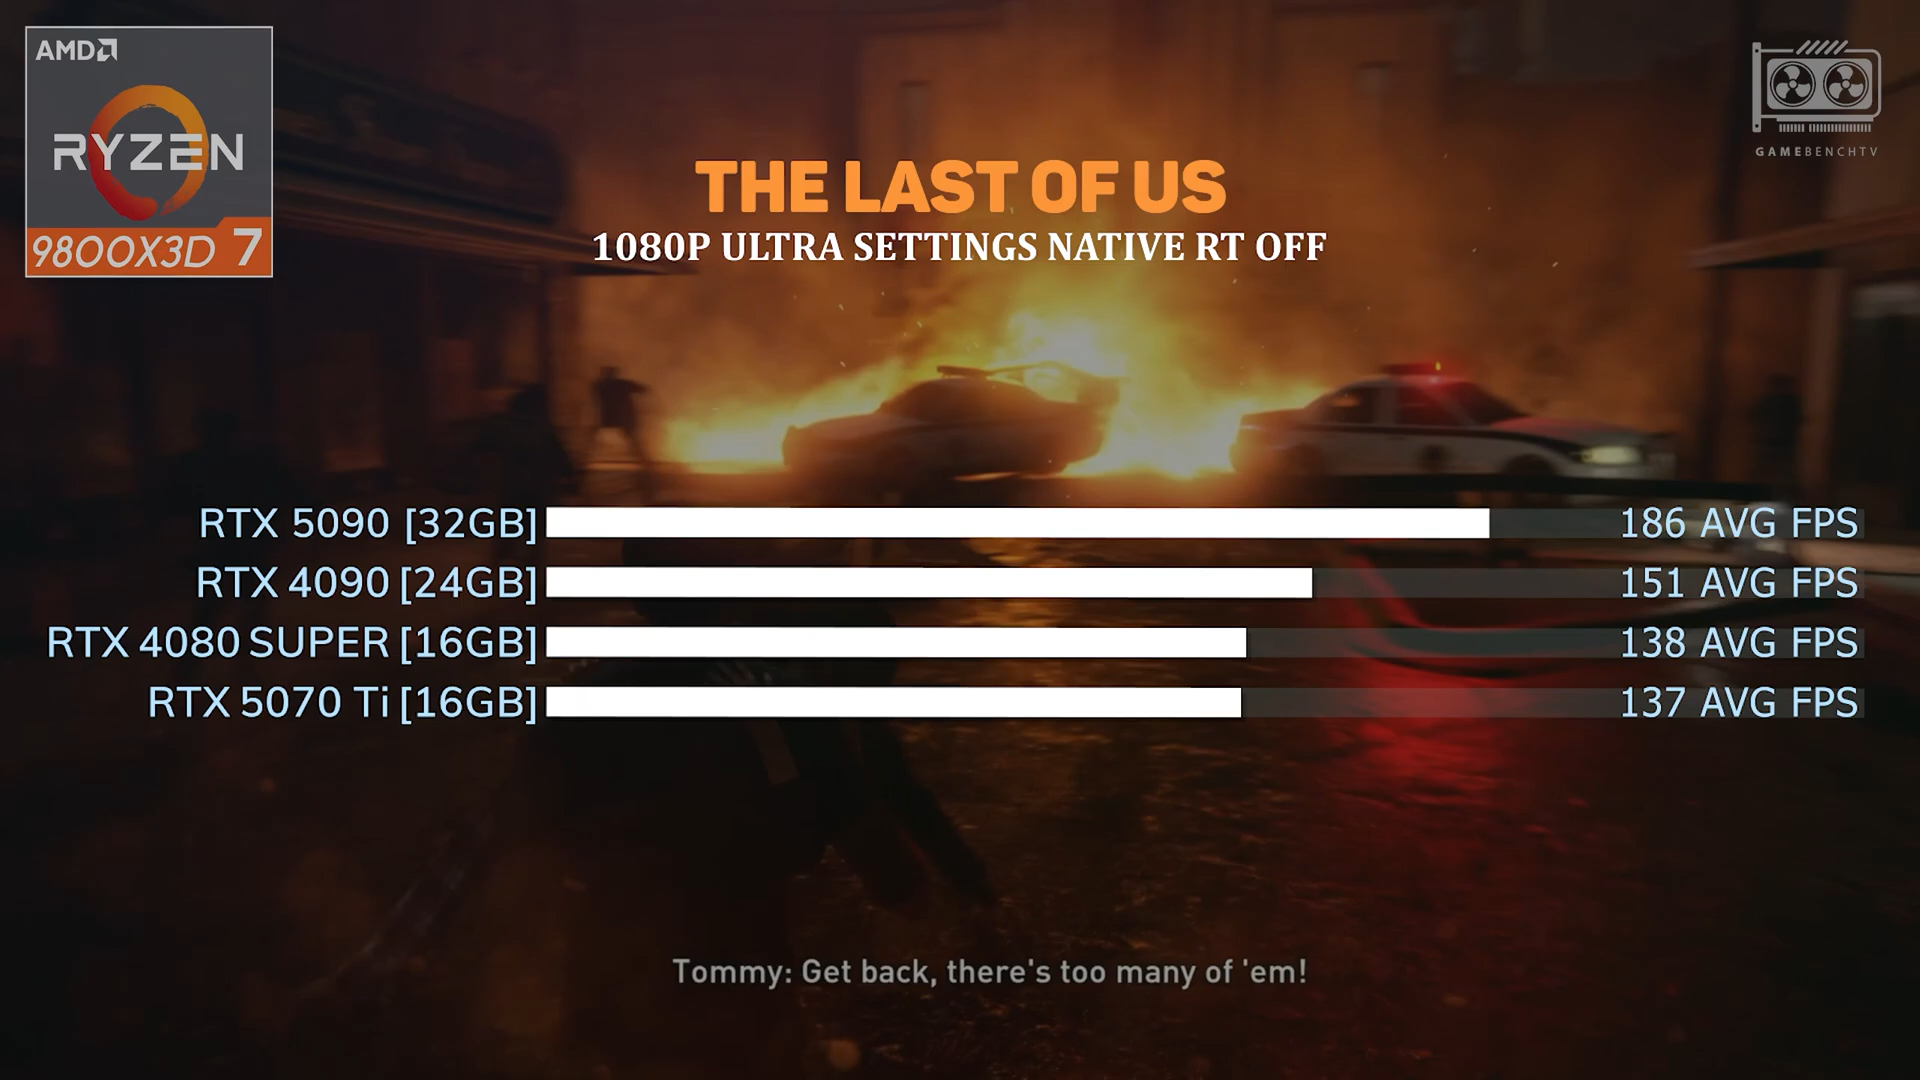 AMD
RYZEN
9800X3D 7
GAMEBENCHTV
THE LAST OF US
1080P ULTRA SETTINGS NATIVE RT OFF
RTX 5090 [32GB] 186 AVG FPS
RTX 4090 [24GB] 151 AVG FPS
RTX 4080 SUPER [16GB] 138 AVG FPS
RTX 5070 Ti [16GB] 137 AVG FPS
Tommy: Get back, there's too many of 'em!